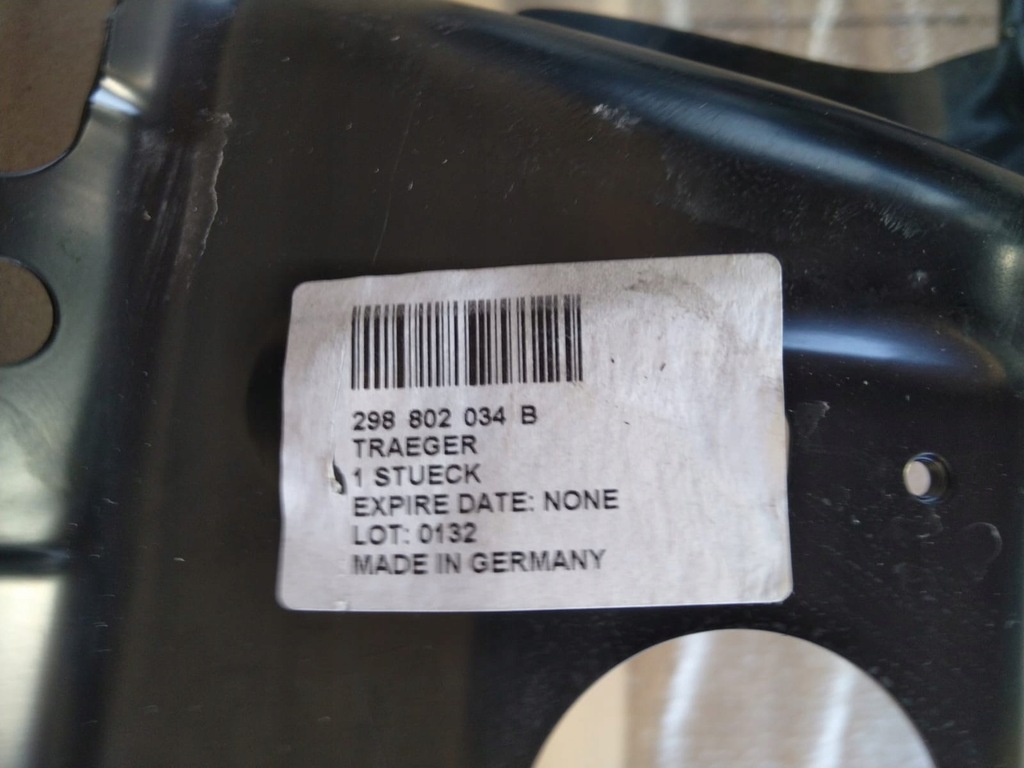 298 802 034 B
TRAEGER
1 STUECK
EXPIRE DATE: NONE
LOT: 0132
MADE IN GERMANY